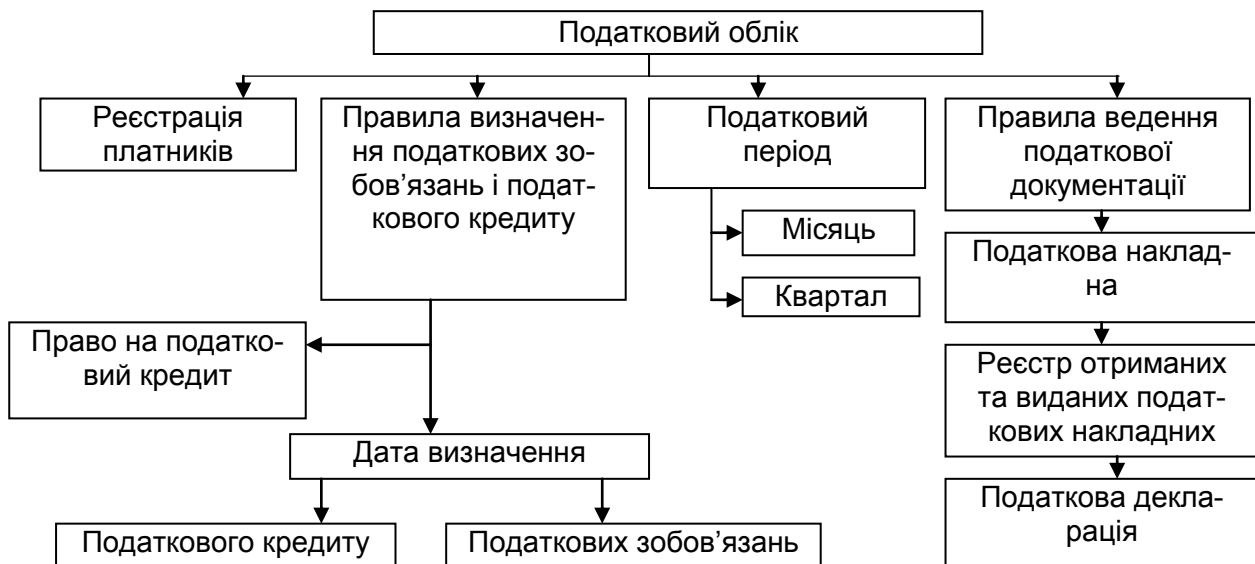 Податковий облік
Реєстрація
платників
Правила визначен-
ня податкових зо-
бов’язань і подат-
кового кредиту
Податковий
період
Правила ведення
податкової
документації
Місяць
Квартал
Податкова наклад-
на
Право на податко-
вий кредит
Реєстр отриманих
та виданих подат-
кових накладних
Дата визначення
Податкового кредиту
Податкових зобов’язань
Податкова декла-
рація